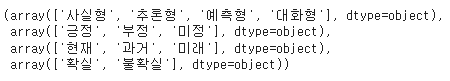 (array(['사실형', '추론형', '예측형', '대화형'], dtype=object),
array(['긍정', '부정', '미정'], dtype=object),
array(['현재', '과거', '미래'], dtype=object),
array(['확실', '불확실'], dtype=object))